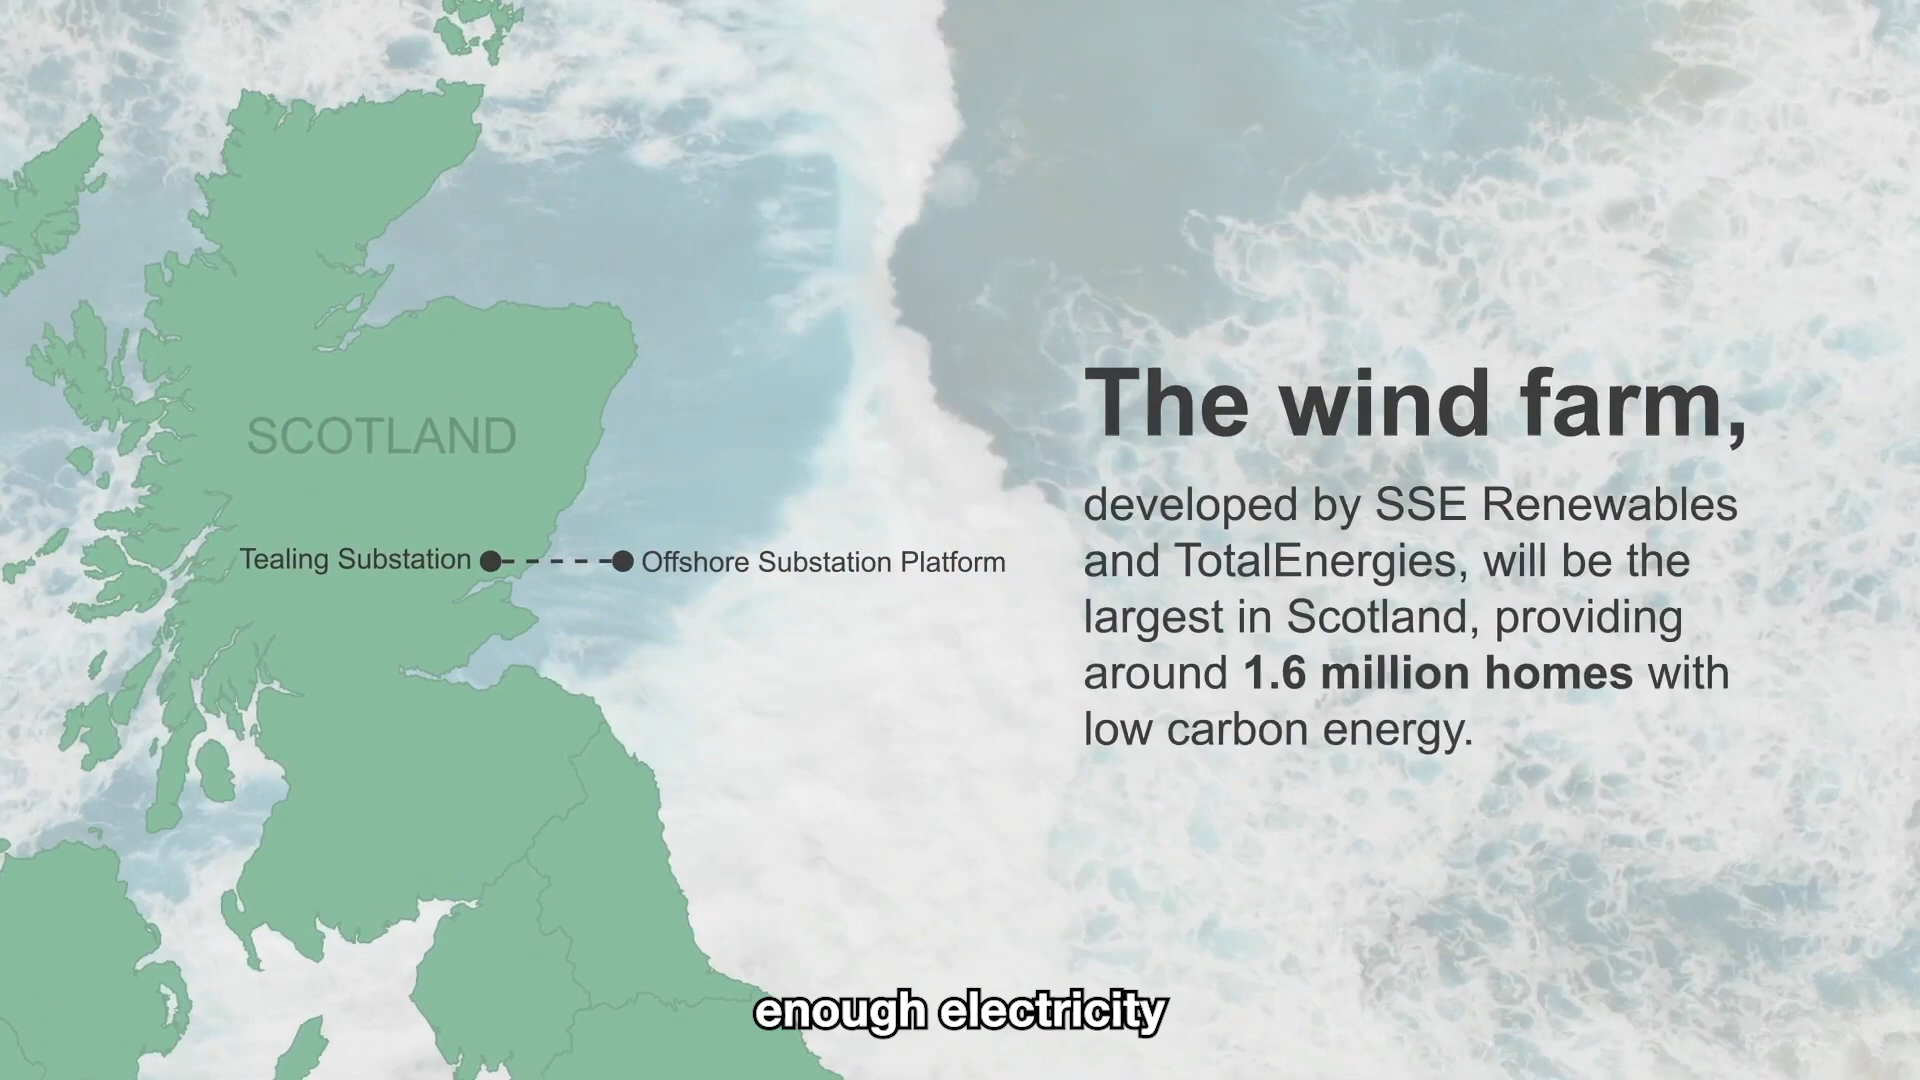 SCOTLAND
Tealing Substation
Offshore Substation Platform
The wind farm,
developed by SSE Renewables
and TotalEnergies, will be the
largest in Scotland, providing
around 1.6 million homes with
low carbon energy.
enough electricity